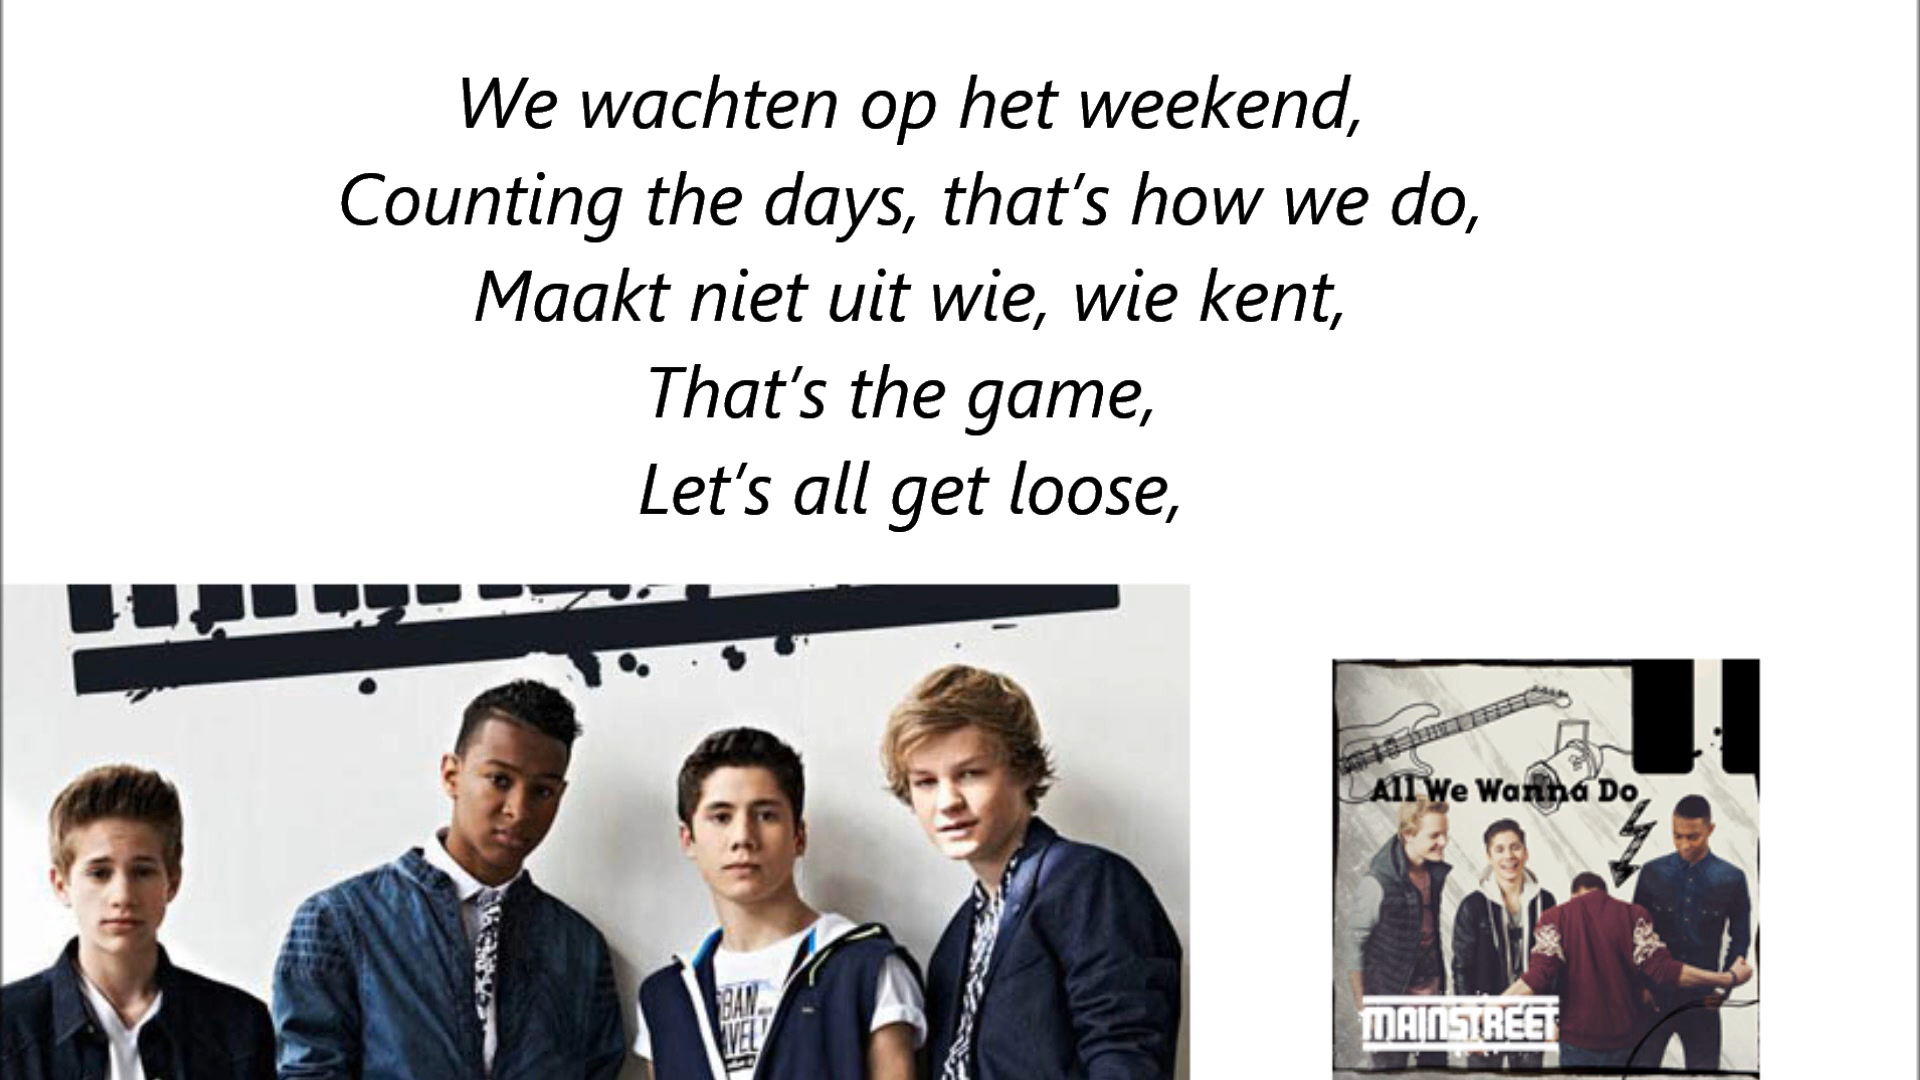 We wachten op het weekend,
Counting the days, that's how we do,
Maakt niet uit wie, wie kent,
That's the game,
Let's all get loose,
All We Wanna Do
MAINSTREET